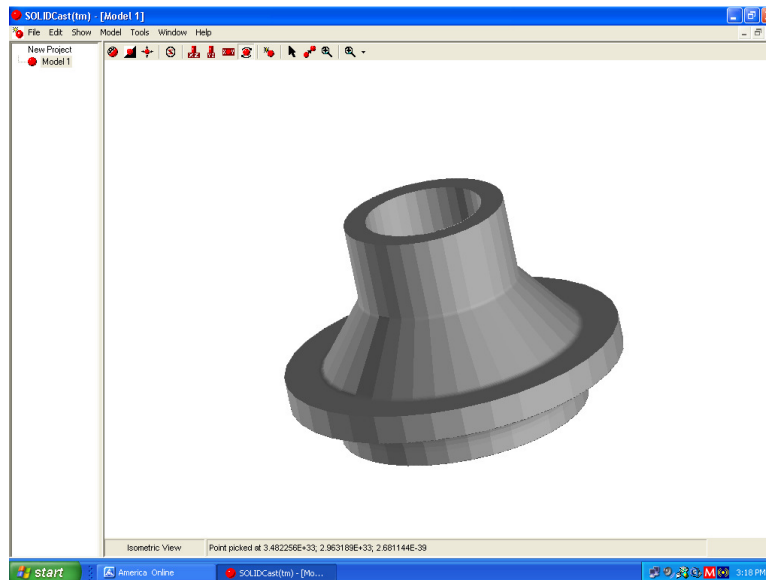 SOLIDCast(tm) - [Model 1]
File Edit Show Model Tools Window Help
New Project
Model 1
Isometric View
Point picked at 3.482256E+33; 2.963189E+33; 2.681144E-39
start
America Online
SOLIDCast(tm) - [Mo...
3:18 PM